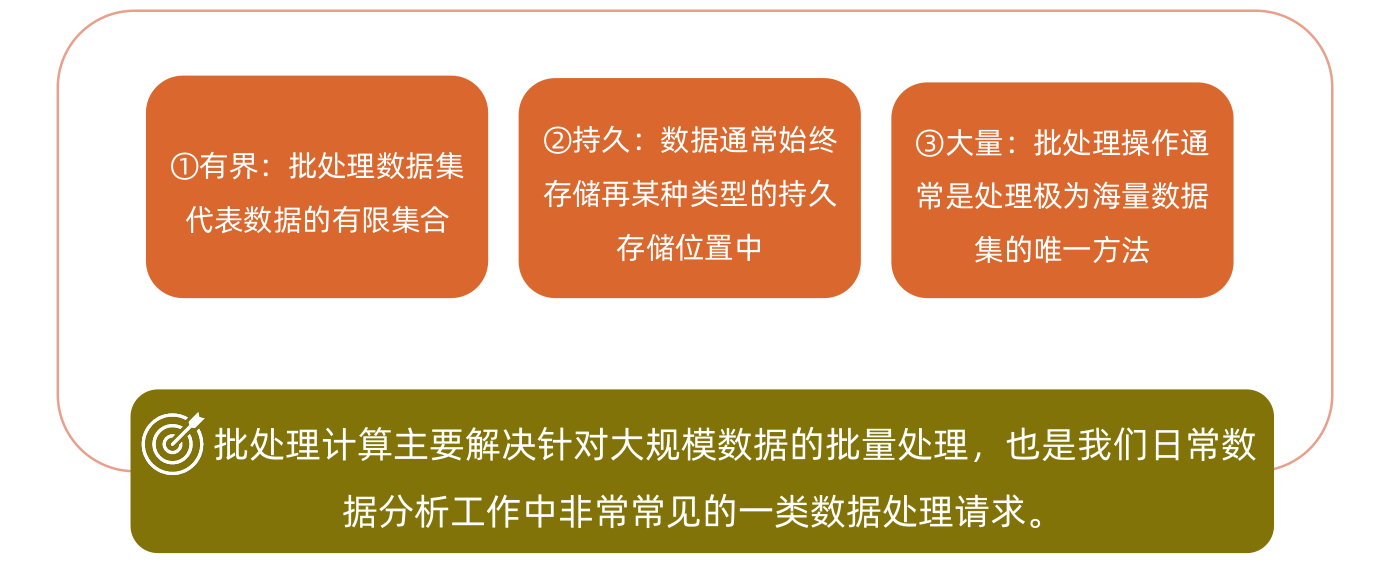 ①有界：批处理数据集
代表数据的有限集合
②持久：数据通常始终
存储再某种类型的持久
存储位置中
③大量：批处理操作通
常是处理极为海量数据
集的唯一方法
批处理计算主要解决针对大规模数据的批量处理，也是我们日常数
据分析工作中非常常见的一类数据处理请求。